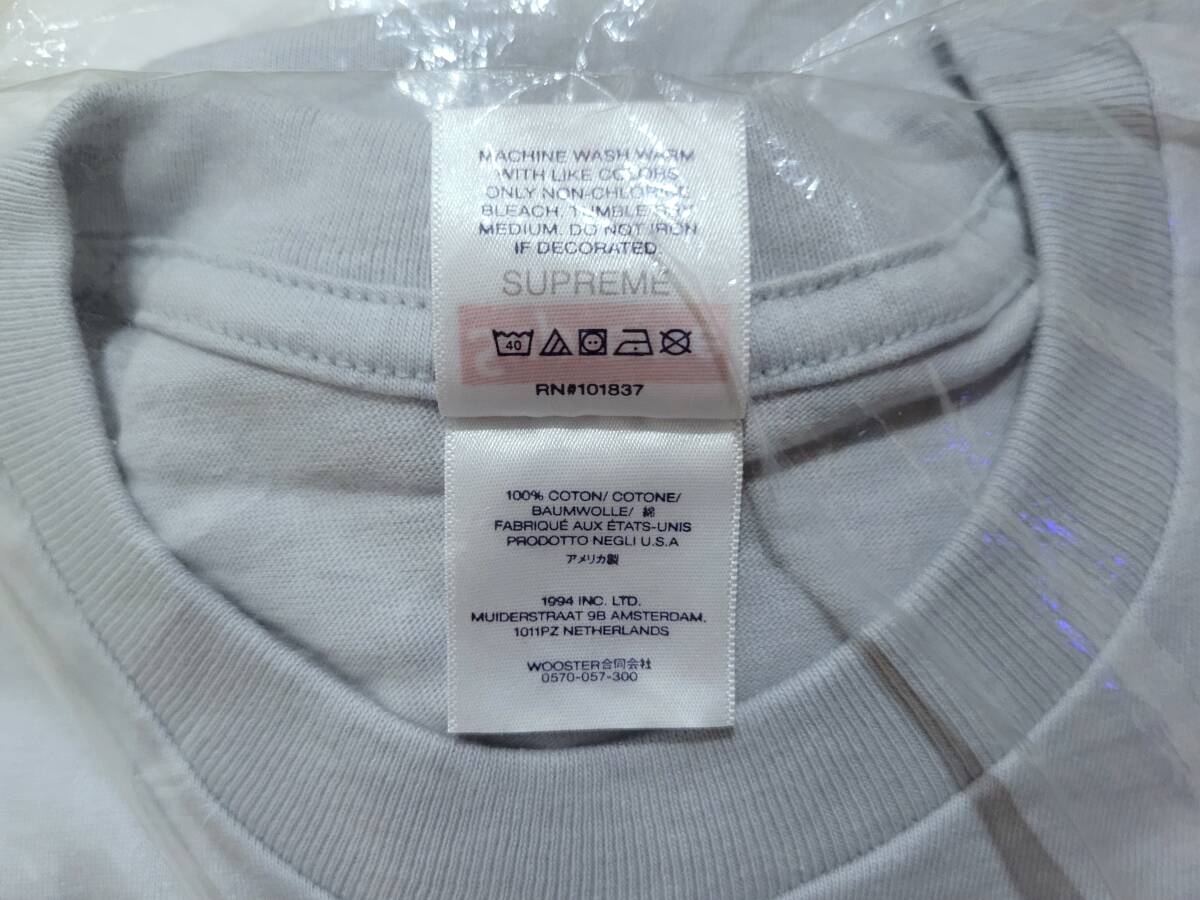 MACHINE WASH WARM
WITH LIKE COLORS
ONLY NON-CHLORINE
BLEACH. TUMBLE DRY
MEDIUM. DO NOT IRON
IF DECORATED.
SUPREME
40
RN#101837
100% COTON/ COTONE/
BAUMWOLLE/ 綿
FABRIQUÉ AUX ÉTATS-UNIS
PRODOTTO NEGLI U.S.A
アメリカ製
1994 INC. LTD.
MUIDERSTRAAT 9B AMSTERDAM,
1011PZ NETHERLANDS
WOOSTER合同会社
0570-057-300